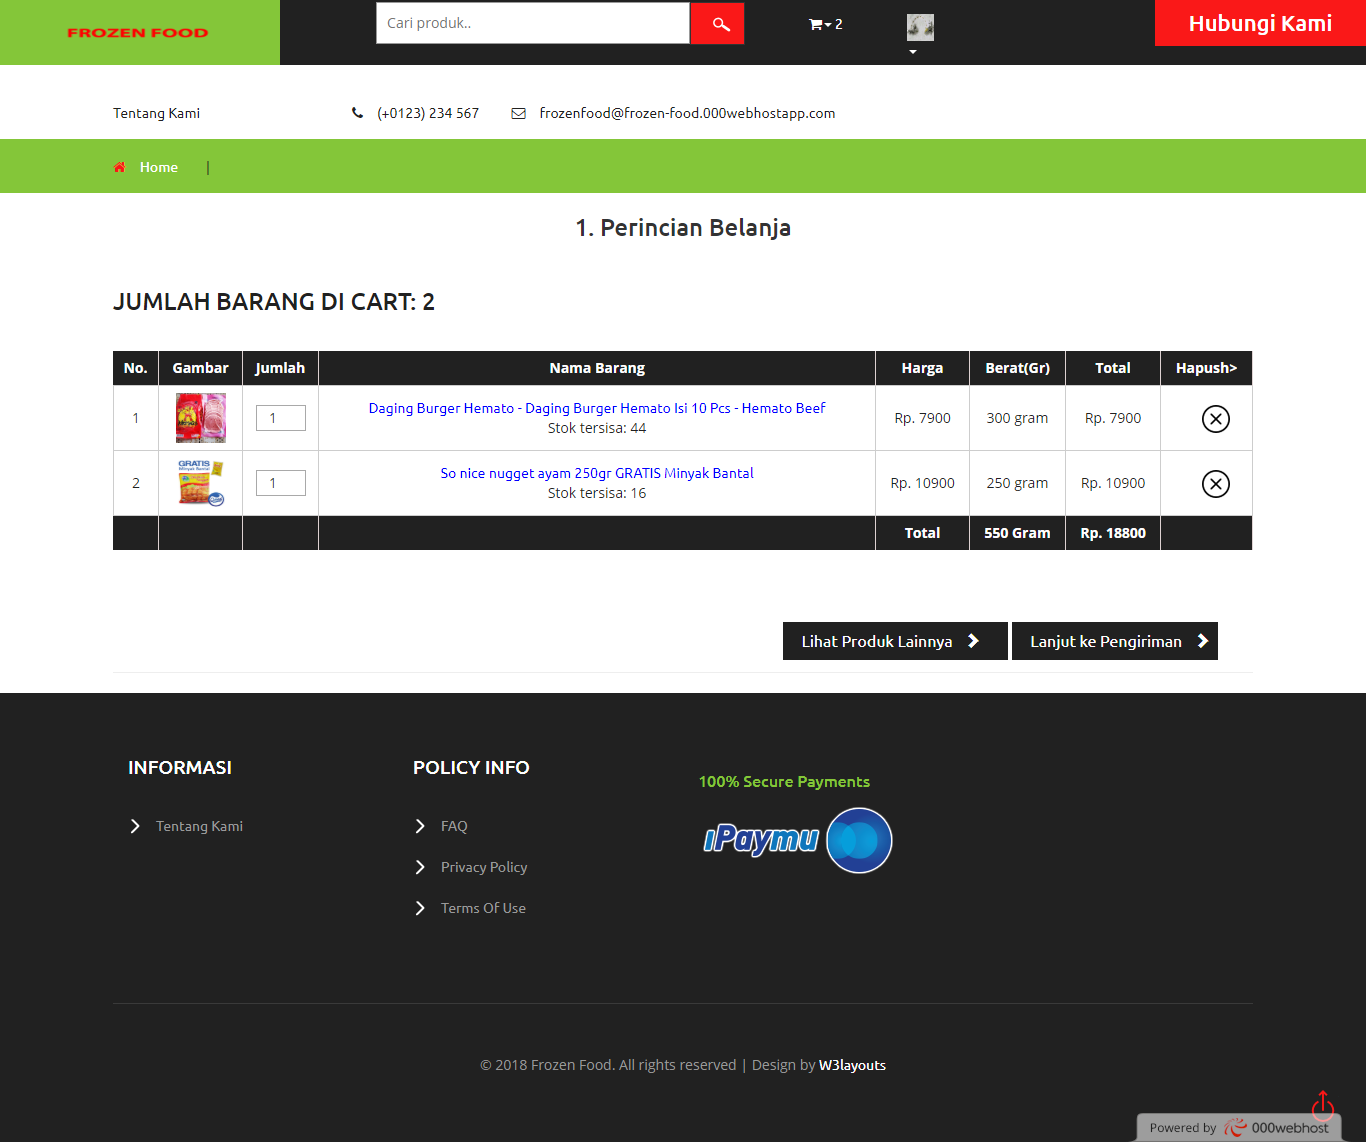 FROZEN FOOD
Cari produk..
2
Hubungi Kami
Tentang Kami
(+0123) 234 567
frozenfood@frozen-food.000webhostapp.com
Home |
1. Perincian Belanja
JUMLAH BARANG DI CART: 2
No. Gambar Jumlah Nama Barang Harga Berat(Gr) Total Hapush>
1 1 Daging Burger Hemato - Daging Burger Hemato Isi 10 Pcs - Hemato Beef Rp. 7900 300 gram Rp. 7900
Stok tersisa: 44
GRATIS
Minyak Bantal
2 1 So nice nugget ayam 250gr GRATIS Minyak Bantal Rp. 10900 250 gram Rp. 10900
Stok tersisa: 16
Total 550 Gram Rp. 18800
Lihat Produk Lainnya
Lanjut ke Pengiriman
INFORMASI
Tentang Kami
POLICY INFO
FAQ
Privacy Policy
Terms Of Use
100% Secure Payments
iPaymu
© 2018 Frozen Food. All rights reserved | Design by W3layouts
Powered by 000webhost